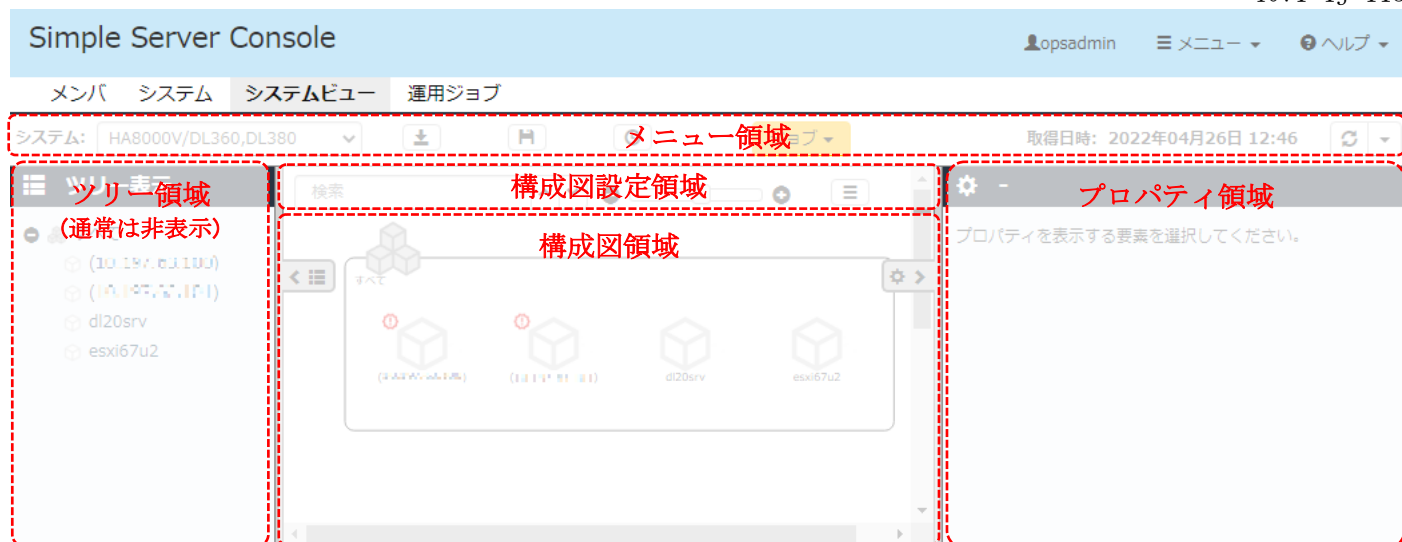 Simple Server Console
opsadmin メニュー ヘルプ
メンバ システム システムビュー 運用ジョブ
システム: HA8000V/DL360,DL380
メニュー領域
取得日時: 2022年04月26日 12:46
ツリー領域
(通常は非表示)
dl20srv
esxi67u2
検索
構成図設定領域
構成図領域
すべて
dl20srv esxi67u2
-
プロパティ領域
プロパティを表示する要素を選択してください。